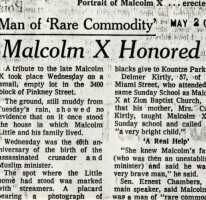 Portrait of Malcolm X ...erect
Man of 'Rare Commodity' MAY 2 0
Malcolm X Honored
A tribute to the late Malcolm
X took place Wednesday on a
small, empty lot in the 3400
block of Pinkney Street.
The ground, still muddy from
Tuesday's rain, showed no
evidence that on it once stood
the house in which Malcolm
Little and his family lived.
Wednesday was the 46th an-
niversary of the birth of the
assassinated crusader and
Muslim minister.
The spot where the Little
home had stood was marked
with streamers. A placard
bearing a photograph
blacks give to Kountze Park.
Delmer Kirtly, 57, of
Miami Street, who attended
same Sunday School as Malcolm
X at Zion Baptist Church,
that his mother, Mrs.
Kirtly, taught Malcolm X
Sunday school and called
"a very bright child."
'A Real Help'
"She knew Malcolm's fa
(who was then an unestablish
minister) and said he was
very brave man," he said.
Sen. Ernest Chambers,
main speaker, said Malcolm
was a man of "rare commod